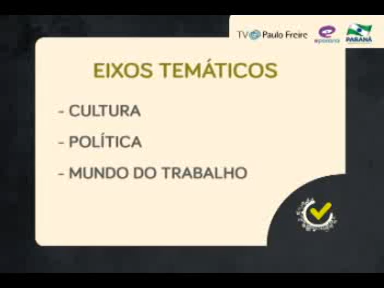 TV Paulo Freire
PARANÁ
EIXOS TEMÁTICOS
- CULTURA
- POLÍTICA
- MUNDO DO TRABALHO